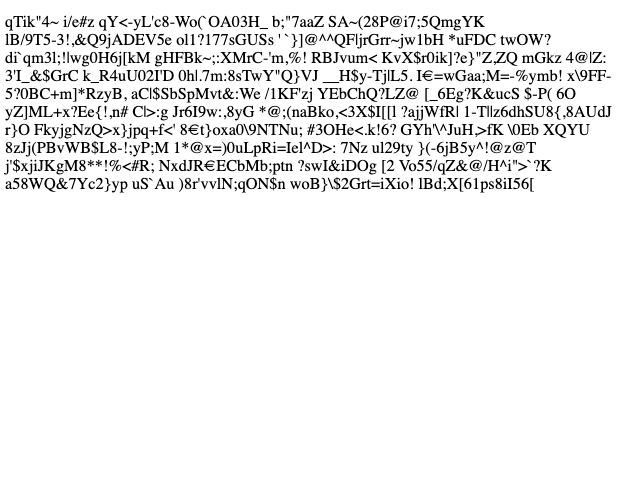 qTik"4~ i/e#z qY<-yL'c8-Wo(`OA03H_ b;"7aaZ SA~(28P@i7;5QmgYK
lB/9T5-3!,&Q9jADEV5e ol1?177sGUSs '`}]@^^QF|jrGrr~jw1bH *uFDC twOW?
di`qm3l;!|wg0H6j[kM gHFBk~;:XMrC-'m,%! RBJvum< KvX$r0ik]?e}"Z,ZQ mGkz 4@lZ:
3'I_&$GrC k_R4uU02I'D 0hl.7m:8sTwY"Q}VJ __H$y-TjlL5. I€=wGaa;M=-%ymb! x\9FF-
5?0BC+m]*RzyB, aC|$SbSpMvt&:We /1KF'zj YEbChQ?LZ@ [_6Eg?K&ucS $-P( 6O
yZ]ML+x?Ee{!,n# C|>:g Jr6I9w:,8yG *@;(naBko,<3X$I[[l ?ajjWfR| 1-T||z6dhSU8{,8AUdJ
r}O FkyjgNzQ>x}jpq+f<' 8€t}oxa0\9NTNu; #3OHe<.k!6? GYh'\^JuH,>fK \0Eb XQYU
8zJj(PBvWB$L8-!;yP;M 1*@x=)0uLpRi=Iel^D>: 7Nz ul29ty }(-6jB5y^!@z@T
j'$xjiJKgM8**!%<#R; NxdJR€ECbMb;ptn ?swI&iDOg [2 Vo55/qZ&@/H^i">`?K
a58WQ&7Yc2}yp uS`Au )8r'vvlN;qON$n woB}\$2Grt=iXio! lBd;X[61ps8iI56[